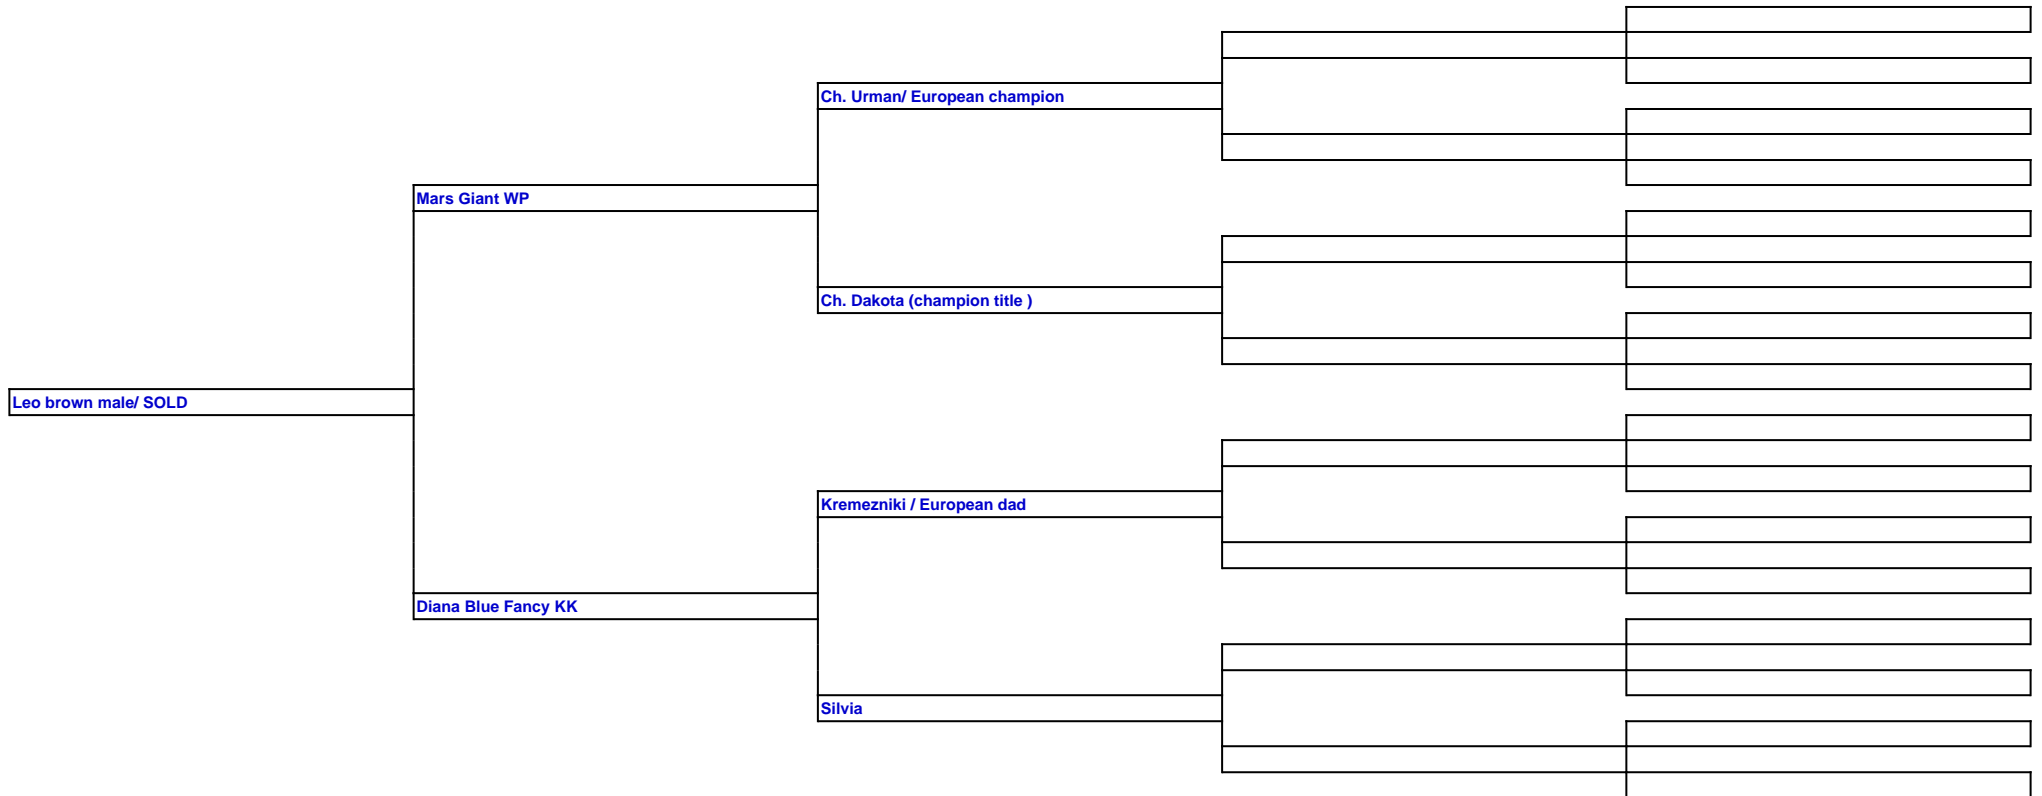 Ch. Urman/ European champion
Mars Giant WP
Ch. Dakota (champion title )
Leo brown male/ SOLD
Kremezniki / European dad
Diana Blue Fancy KK
Silvia